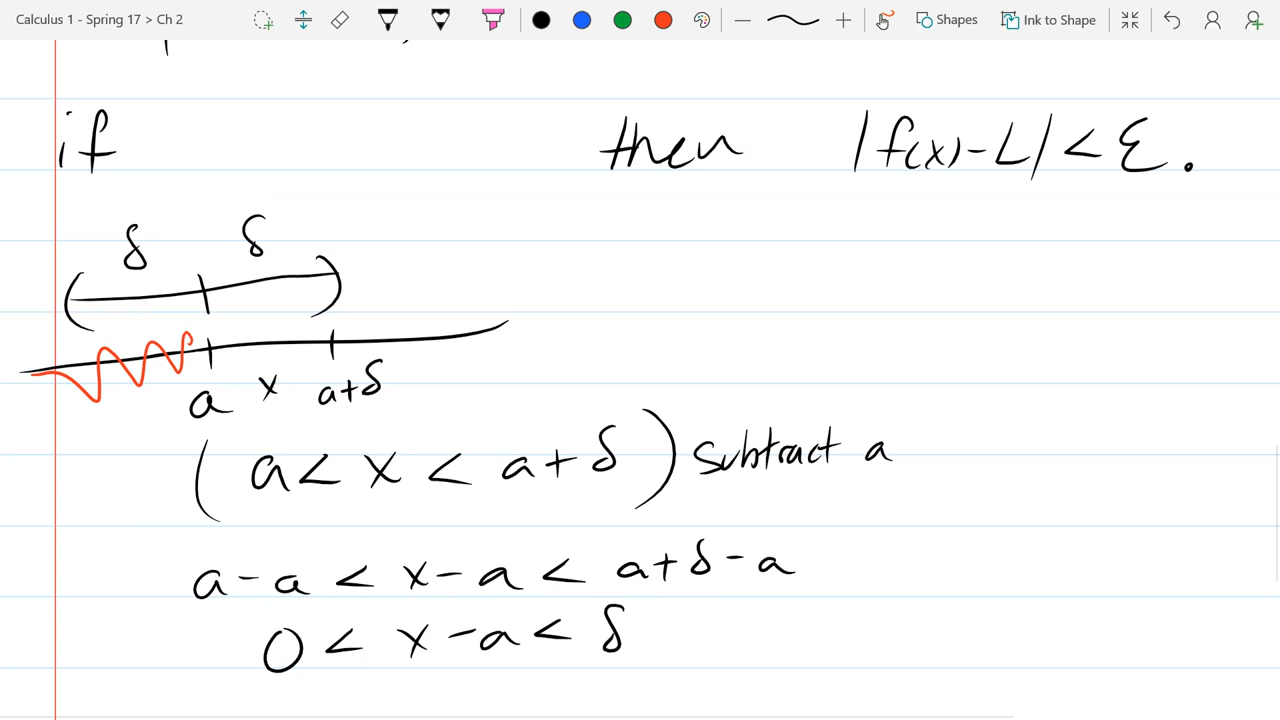 Calculus 1 - Spring 17 > Ch 2
Shapes
Ink to Shape
if then |f(x)-L| < ε.
δ δ
a x a+δ
(a < x < a+δ) subtract a
a-a < x-a < a+δ-a
0 < x-a < δ